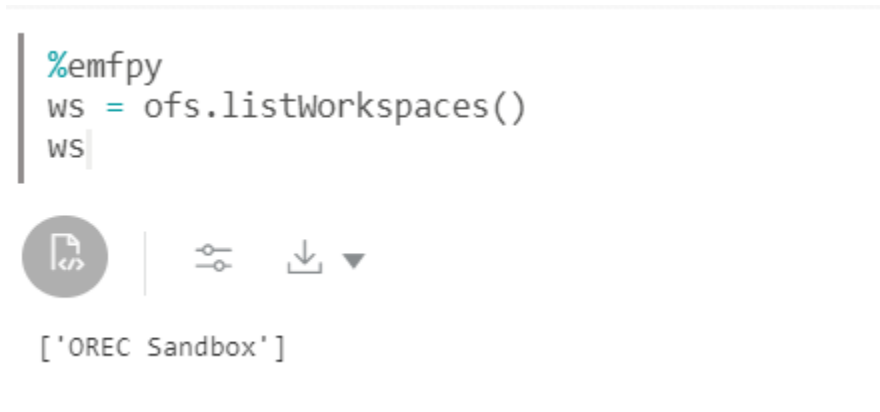 %emfpy
ws = ofs.listWorkspaces()
ws
</>
['OREC Sandbox']